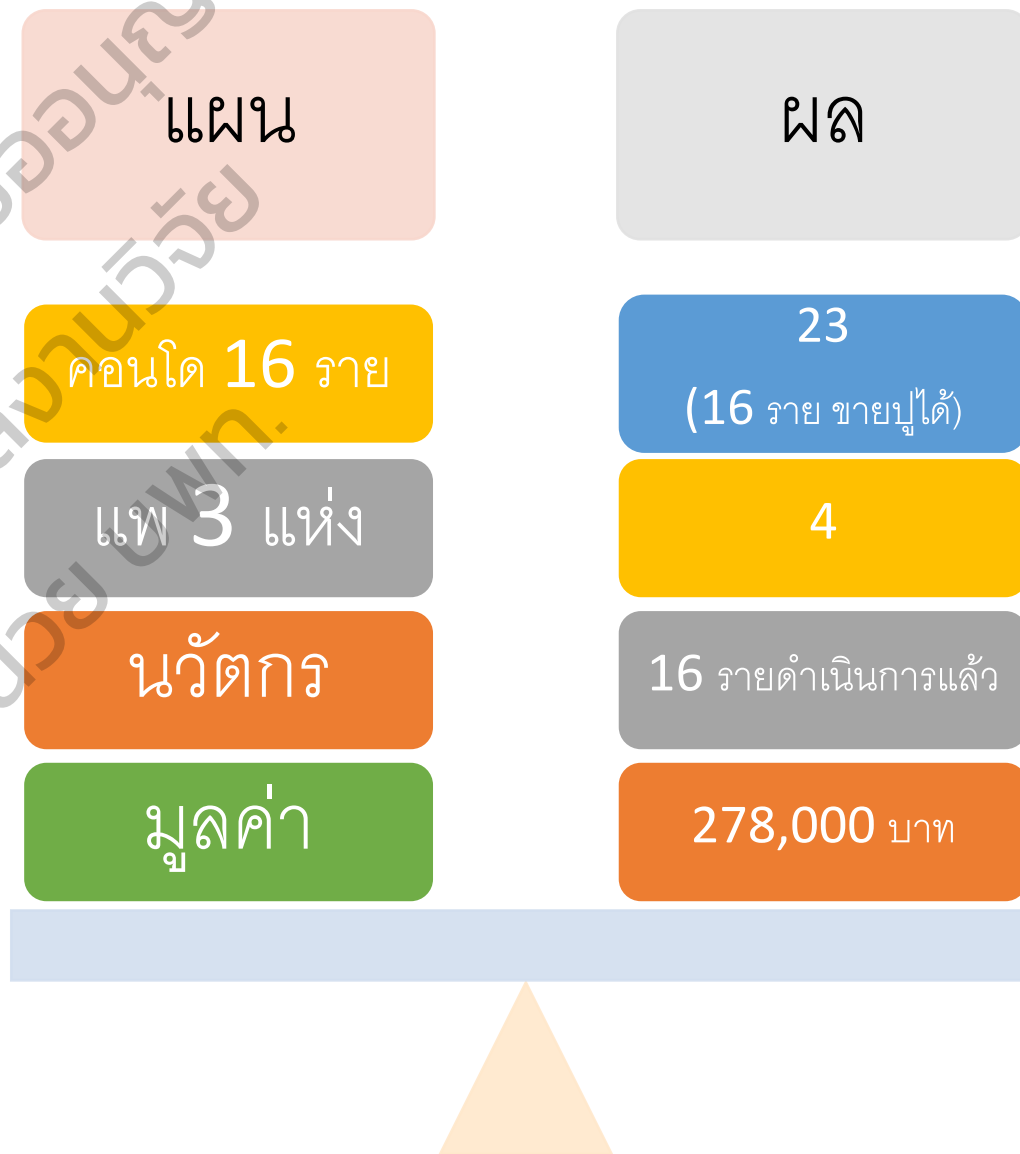 แผน
ผล
คอนโด 16 ราย
23
(16 ราย ขายปูได้)
แพ 3 แห่ง
4
นวัตกร
16 รายดำเนินการแล้ว
มูลค่า
278,000 บาท